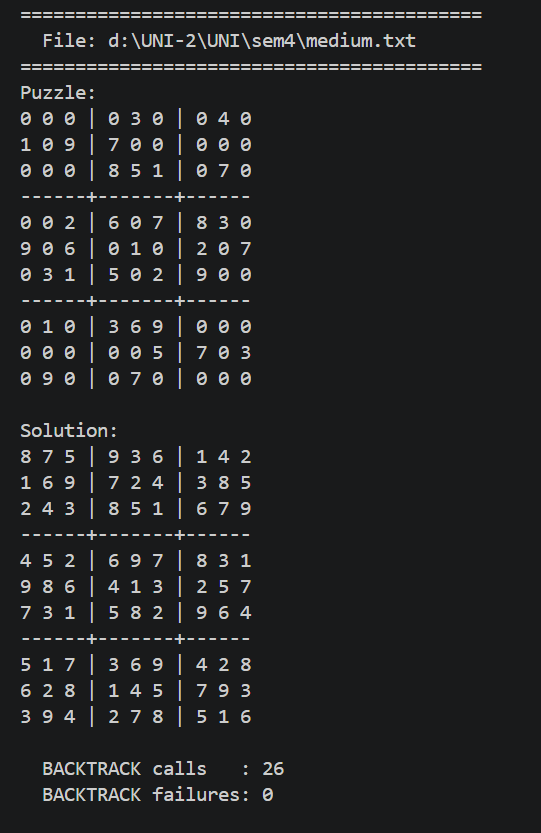 ==========================================
File: d:\UNI-2\UNI\sem4\medium.txt
==========================================
Puzzle:
0 0 0 | 0 3 0 | 0 4 0
1 0 9 | 7 0 0 | 0 0 0
0 0 0 | 8 5 1 | 0 7 0
------+-------+------
0 0 2 | 6 0 7 | 8 3 0
9 0 6 | 0 1 0 | 2 0 7
0 3 1 | 5 0 2 | 9 0 0
------+-------+------
0 1 0 | 3 6 9 | 0 0 0
0 0 0 | 0 0 5 | 7 0 3
0 9 0 | 0 7 0 | 0 0 0
Solution:
8 7 5 | 9 3 6 | 1 4 2
1 6 9 | 7 2 4 | 3 8 5
2 4 3 | 8 5 1 | 6 7 9
------+-------+------
4 5 2 | 6 9 7 | 8 3 1
9 8 6 | 4 1 3 | 2 5 7
7 3 1 | 5 8 2 | 9 6 4
------+-------+------
5 1 7 | 3 6 9 | 4 2 8
6 2 8 | 1 4 5 | 7 9 3
3 9 4 | 2 7 8 | 5 1 6
BACKTRACK calls   : 26
BACKTRACK failures: 0